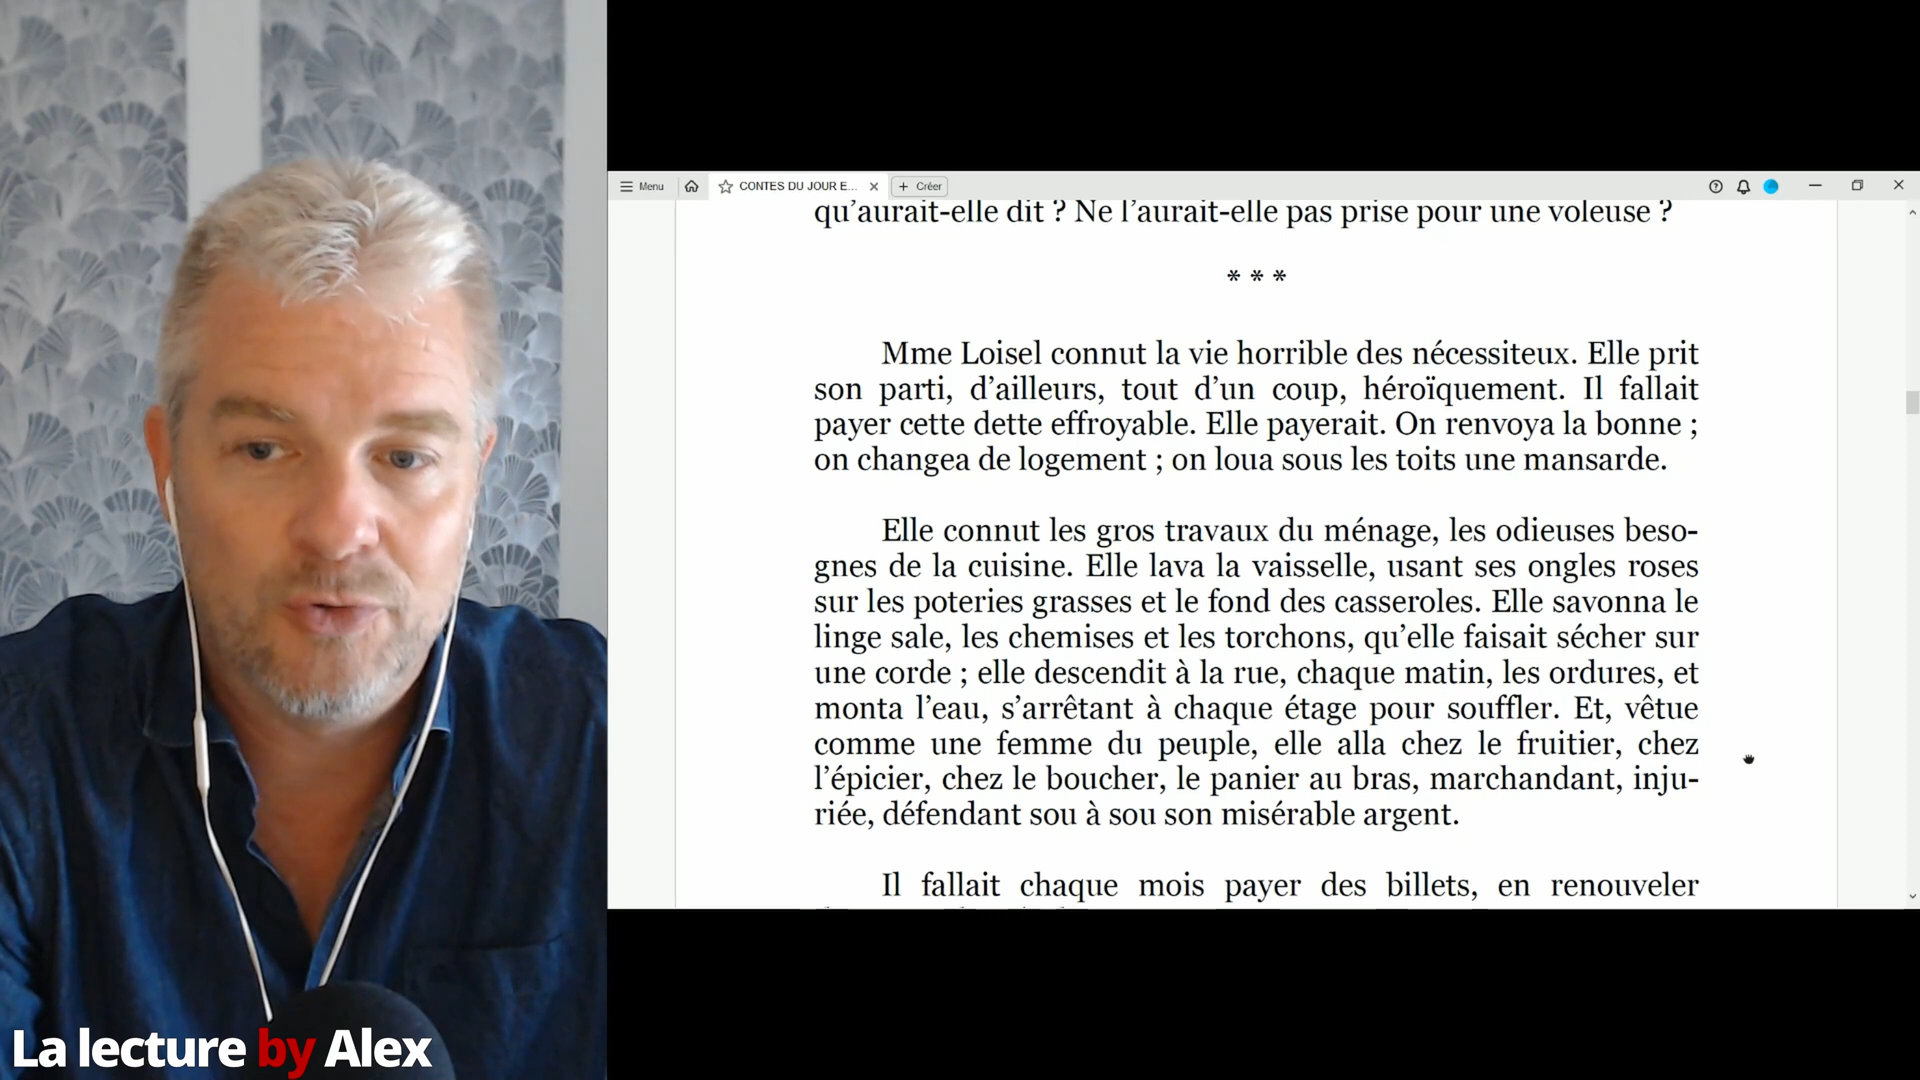 Menu
CONTES DU JOUR E...
Créer
qu’aurait-elle dit ? Ne l’aurait-elle pas prise pour une voleuse ?
* * *
Mme Loisel connut la vie horrible des nécessiteux. Elle prit
son parti, d’ailleurs, tout d’un coup, héroïquement. Il fallait
payer cette dette effroyable. Elle payerait. On renvoya la bonne ;
on changea de logement ; on loua sous les toits une mansarde.
Elle connut les gros travaux du ménage, les odieuses beso-
gnes de la cuisine. Elle lava la vaisselle, usant ses ongles roses
sur les poteries grasses et le fond des casseroles. Elle savonna le
linge sale, les chemises et les torchons, qu’elle faisait sécher sur
une corde ; elle descendit à la rue, chaque matin, les ordures, et
monta l’eau, s’arrêtant à chaque étage pour souffler. Et, vêtue
comme une femme du peuple, elle alla chez le fruitier, chez
l’épicier, chez le boucher, le panier au bras, marchandant, inju-
riée, défendant sou à sou son misérable argent.
Il fallait chaque mois payer des billets, en renouveler
La lecture by Alex